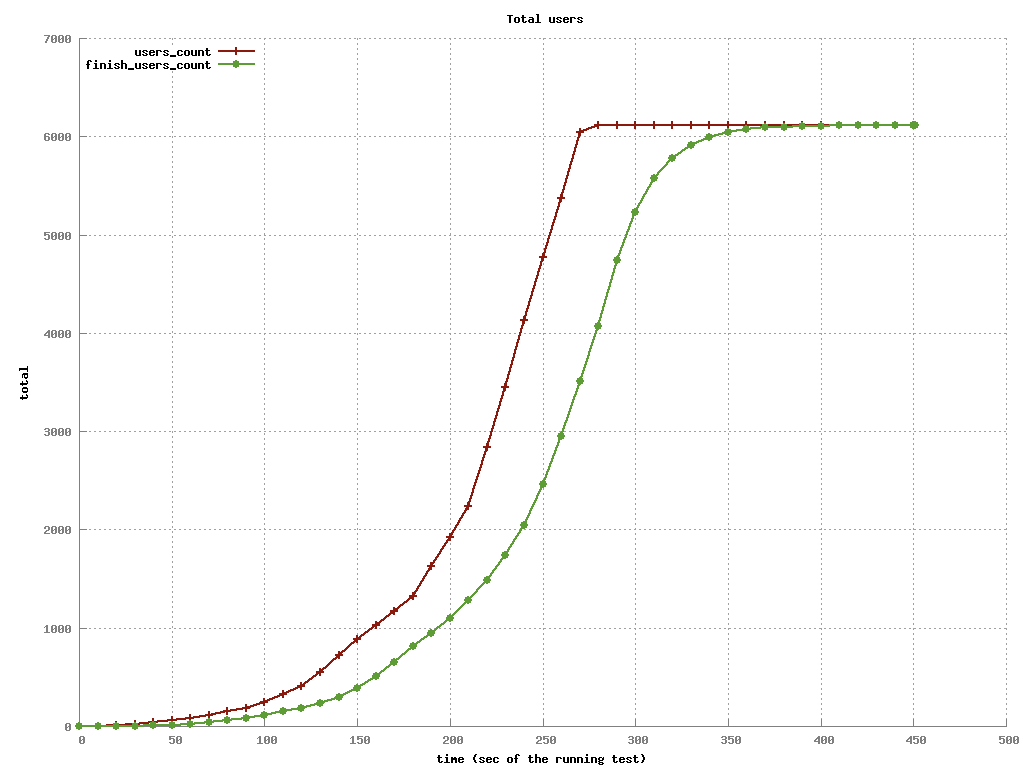 Total users
7000
users_count
finish_users_count
6000
5000
4000
total
3000
2000
1000
0
0 50 100 150 200 250 300 350 400 450 500
time (sec of the running test)